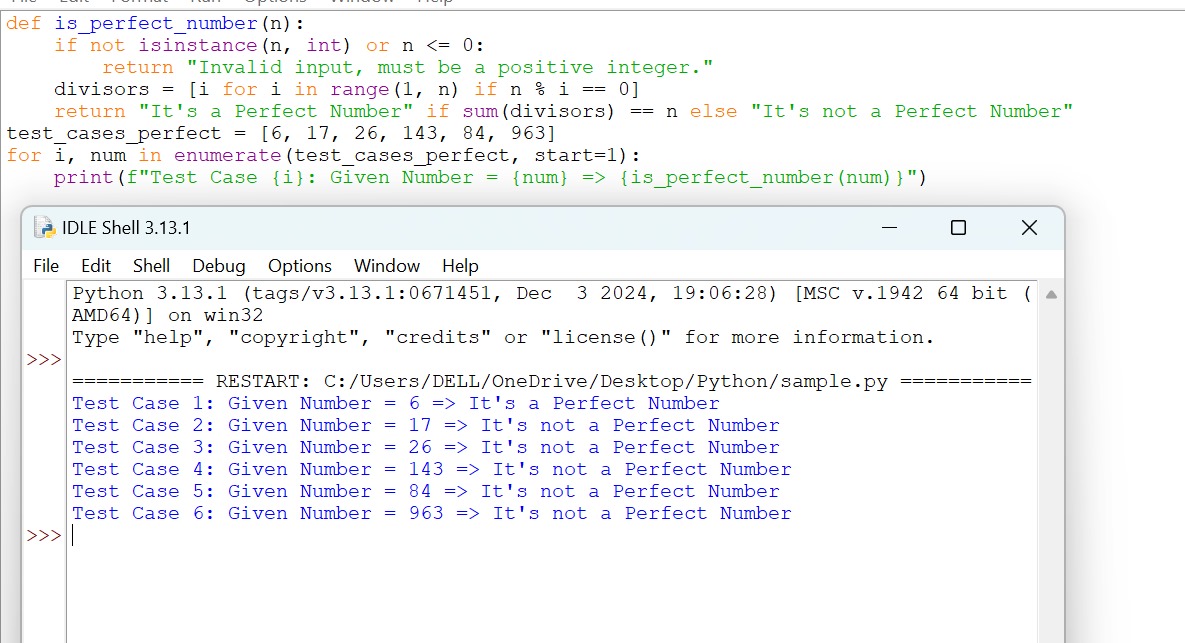 def is_perfect_number(n):
    if not isinstance(n, int) or n <= 0:
        return "Invalid input, must be a positive integer."
    divisors = [i for i in range(1, n) if n % i == 0]
    return "It's a Perfect Number" if sum(divisors) == n else "It's not a Perfect Number"
test_cases_perfect = [6, 17, 26, 143, 84, 963]
for i, num in enumerate(test_cases_perfect, start=1):
    print(f"Test Case {i}: Given Number = {num} => {is_perfect_number(num)}")
IDLE Shell 3.13.1
File Edit Shell Debug Options Window Help
Python 3.13.1 (tags/v3.13.1:0671451, Dec  3 2024, 19:06:28) [MSC v.1942 64 bit (
AMD64)] on win32
Type "help", "copyright", "credits" or "license()" for more information.
>>>
=========== RESTART: C:/Users/DELL/OneDrive/Desktop/Python/sample.py ===========
Test Case 1: Given Number = 6 => It's a Perfect Number
Test Case 2: Given Number = 17 => It's not a Perfect Number
Test Case 3: Given Number = 26 => It's not a Perfect Number
Test Case 4: Given Number = 143 => It's not a Perfect Number
Test Case 5: Given Number = 84 => It's not a Perfect Number
Test Case 6: Given Number = 963 => It's not a Perfect Number
>>>